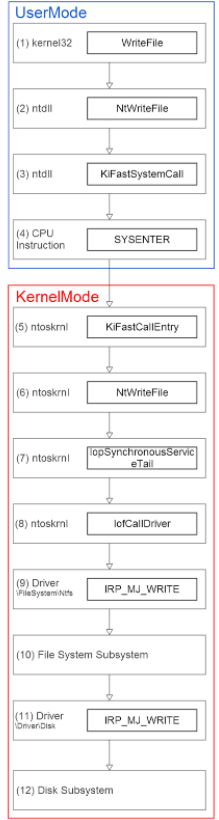 UserMode
(1) kernel32 WriteFile
(2) ntdll NtWriteFile
(3) ntdll KiFastSystemCall
(4) CPU
Instruction SYSENTER
KernelMode
(5) ntoskrnl KiFastCallEntry
(6) ntoskrnl NtWriteFile
(7) ntoskrnl IopSynchronousServic
eTail
(8) ntoskrnl IofCallDriver
(9) Driver IRP_MJ_WRITE
\FileSystem\Ntfs
(10) File System Subsystem
(11) Driver IRP_MJ_WRITE
\Driver\Disk
(12) Disk Subsystem